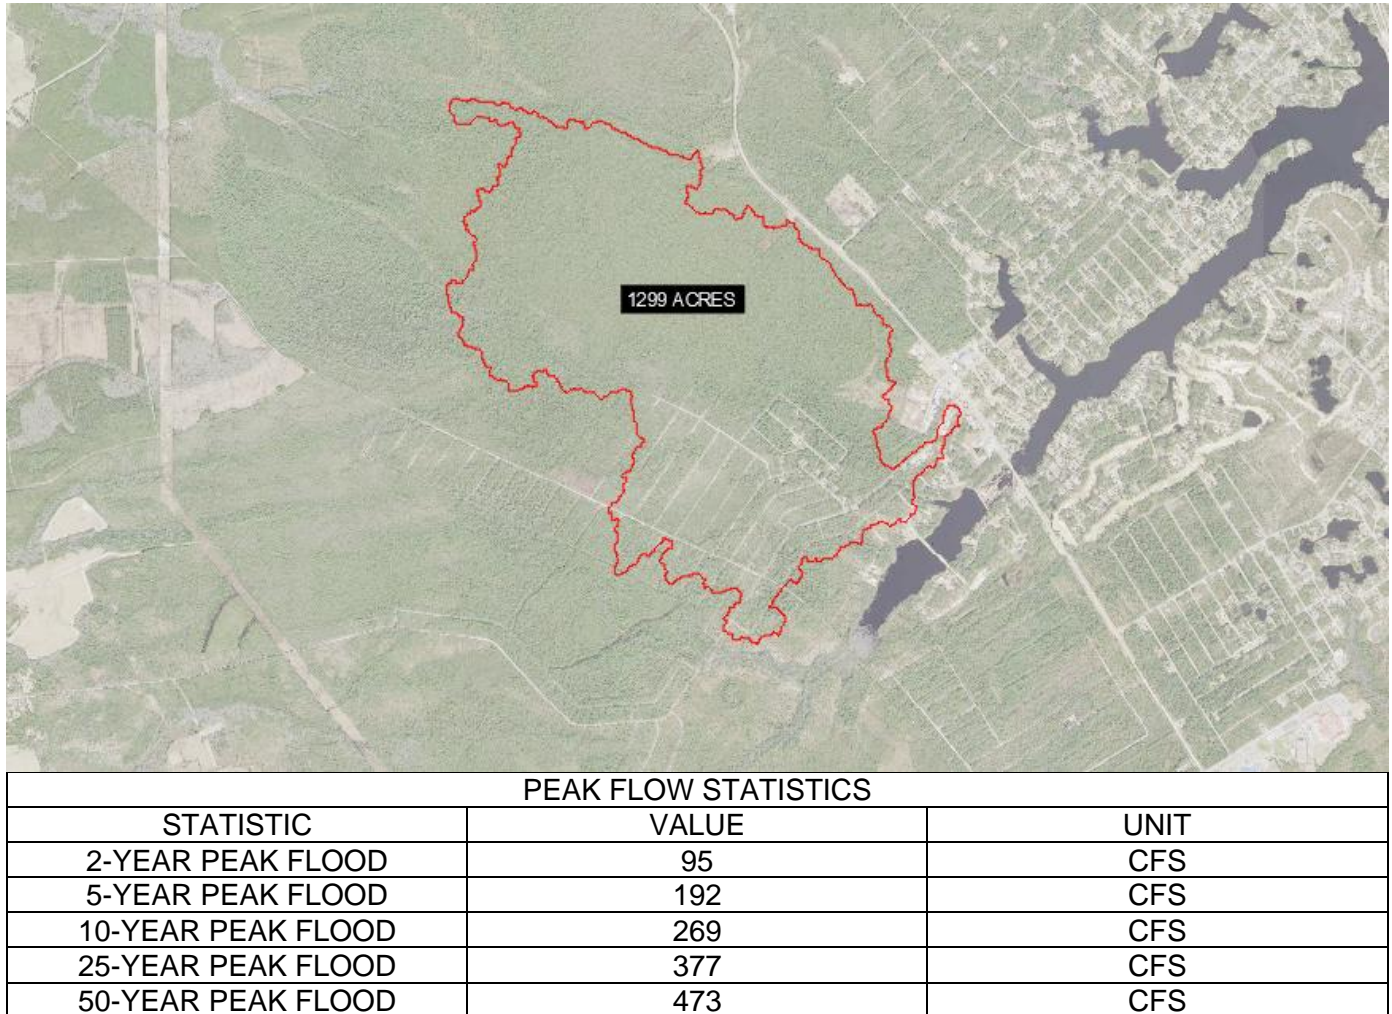 1299 ACRES
PEAK FLOW STATISTICS
STATISTIC VALUE UNIT
2-YEAR PEAK FLOOD 95 CFS
5-YEAR PEAK FLOOD 192 CFS
10-YEAR PEAK FLOOD 269 CFS
25-YEAR PEAK FLOOD 377 CFS
50-YEAR PEAK FLOOD 473 CFS